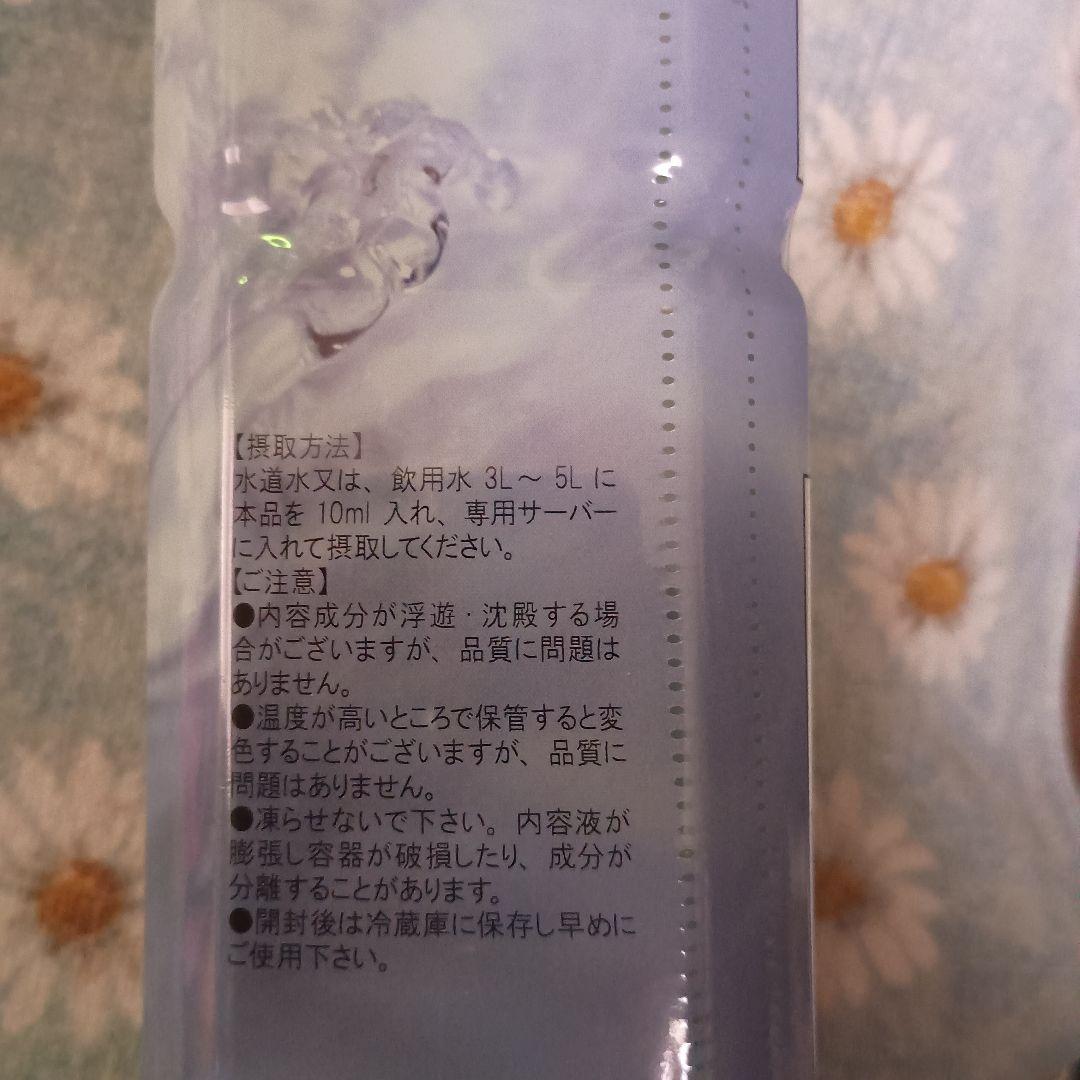 【摂取方法】
水道水又は、飲用水 3L～ 5L に
本品を 10ml 入れ、専用サーバー
に入れて摂取してください。
【ご注意】
●内容成分が浮遊・沈殿する場
合がございますが、品質に問題は
ありません。
●温度が高いところで保管すると変
色することがございますが、品質に
問題はありません。
●凍らせないで下さい。内容液が
膨張し容器が破損したり、成分が
分離することがあります。
●開封後は冷蔵庫に保存し早めに
ご使用下さい。